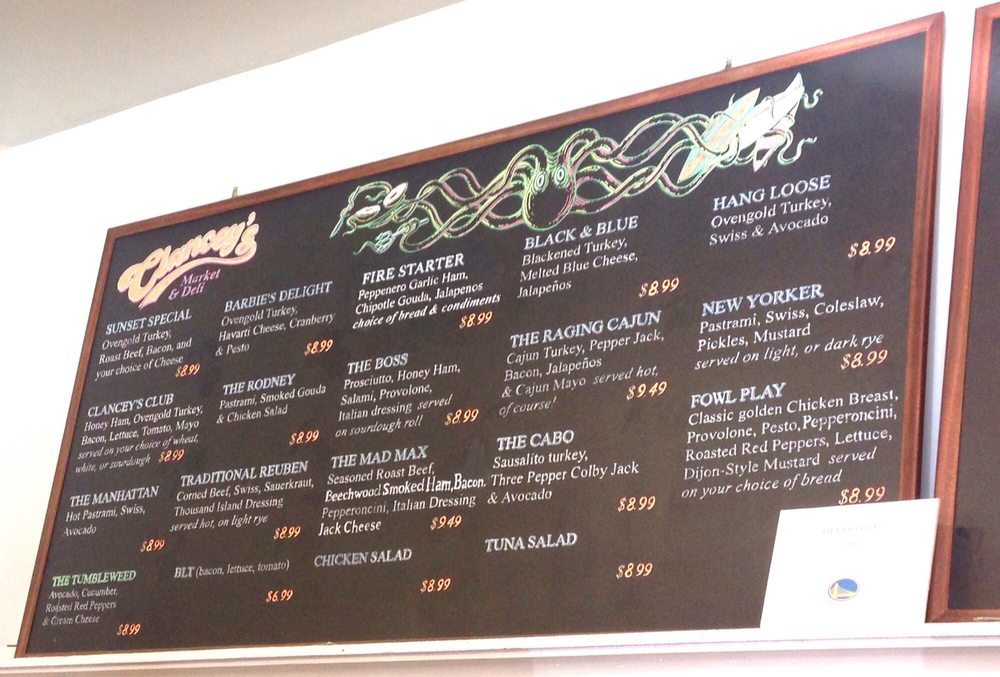 Clancey's
Market
& Deli
SUNSET SPECIAL
Ovengold Turkey,
Roast Beef, Bacon, and
your choice of Cheese
$8.99
CLANCEY'S CLUB
Honey Ham, Ovengold Turkey,
Bacon, Lettuce, Tomato, Mayo
served on your choice of wheat,
white, or sourdough $8.99
THE MANHATTAN
Hot Pastrami, Swiss,
Avocado
$8.99
THE TUMBLEWEED
Avocado, Cucumber,
Roasted Red Peppers
& Cream Cheese
$8.99
BARBIE'S DELIGHT
Ovengold Turkey,
Havarti Cheese, Cranberry
& Pesto
$8.99
THE RODNEY
Pastrami, Smoked Gouda
& Chicken Salad
$8.99
TRADITIONAL REUBEN
Corned Beef, Swiss, Sauerkraut,
Thousand Island Dressing
served hot, on light rye
$8.99
BLT (bacon, lettuce, tomato)
$6.99
FIRE STARTER
Peppenero Garlic Ham,
Chipotle Gouda, Jalapenos
choice of bread & condiments
$8.99
THE BOSS
Prosciutto, Honey Ham,
Salami, Provolone,
Italian dressing served
on sourdough roll $8.99
THE MAD MAX
Seasoned Roast Beef,
Beechwood Smoked Ham, Bacon,
Pepperoncini, Italian Dressing
Jack Cheese $9.49
CHICKEN SALAD
$8.99
BLACK & BLUE
Blackened Turkey,
Melted Blue Cheese,
Jalapeños
$8.99
THE RAGING CAJUN
Cajun Turkey, Pepper Jack,
Bacon, Jalapeños
& Cajun Mayo served hot,
of course! $9.49
THE CABO
Sausalito turkey,
Three Pepper Colby Jack
& Avocado
$8.99
TUNA SALAD
$8.99
HANG LOOSE
Ovengold Turkey,
Swiss & Avocado
$8.99
NEW YORKER
Pastrami, Swiss, Coleslaw,
Pickles, Mustard
served on light, or dark rye
$8.99
FOWL PLAY
Classic golden Chicken Breast,
Provolone, Pesto, Pepperoncini,
Roasted Red Peppers, Lettuce,
Dijon-Style Mustard served
on your choice of bread
$8.99